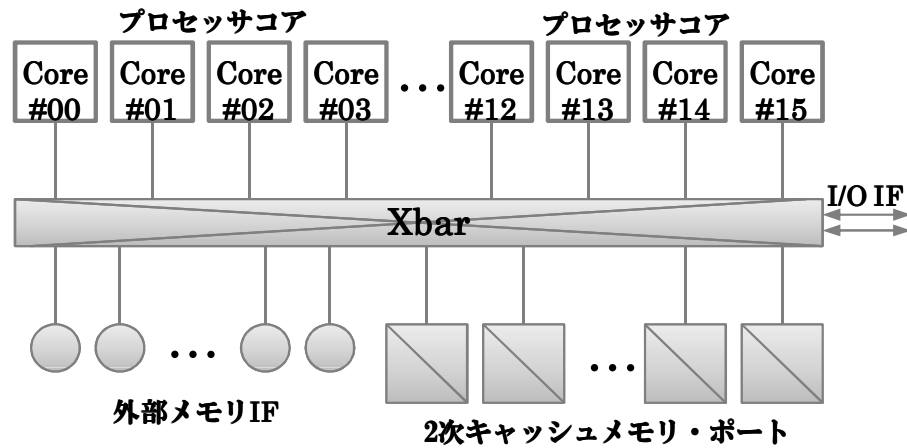 プロセッサコア プロセッサコア
Core Core Core Core ・・・ Core Core Core Core
#00 #01 #02 #03 #12 #13 #14 #15
I/O IF
Xbar
・・・ ・・・
外部メモリIF
2次キャッシュメモリ・ポート